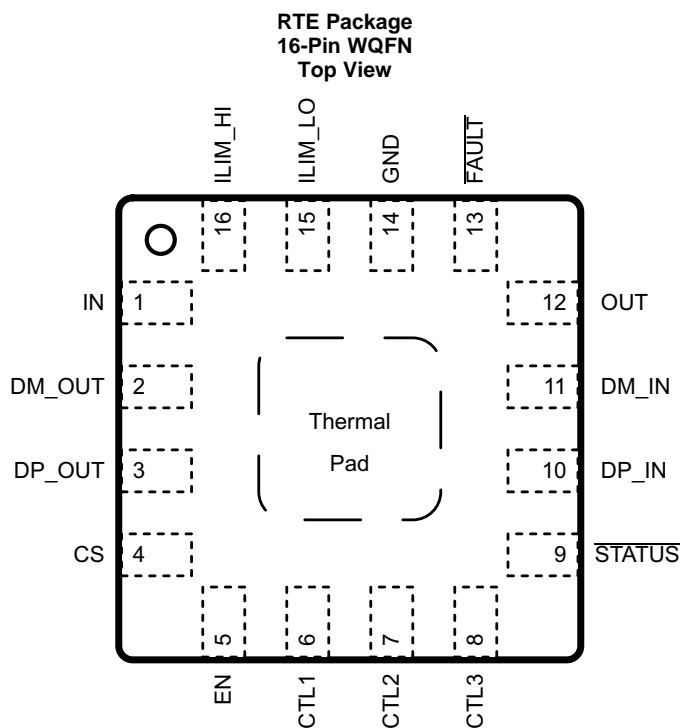 RTE Package
16-Pin WQFN
Top View
ILIM_HI
ILIM_LO
GND
FAULT
16
15
14
13
IN 1
12 OUT
DM_OUT 2
11 DM_IN
DP_OUT 3
10 DP_IN
CS 4
9 STATUS
Thermal
Pad
5
6
7
8
EN
CTL1
CTL2
CTL3